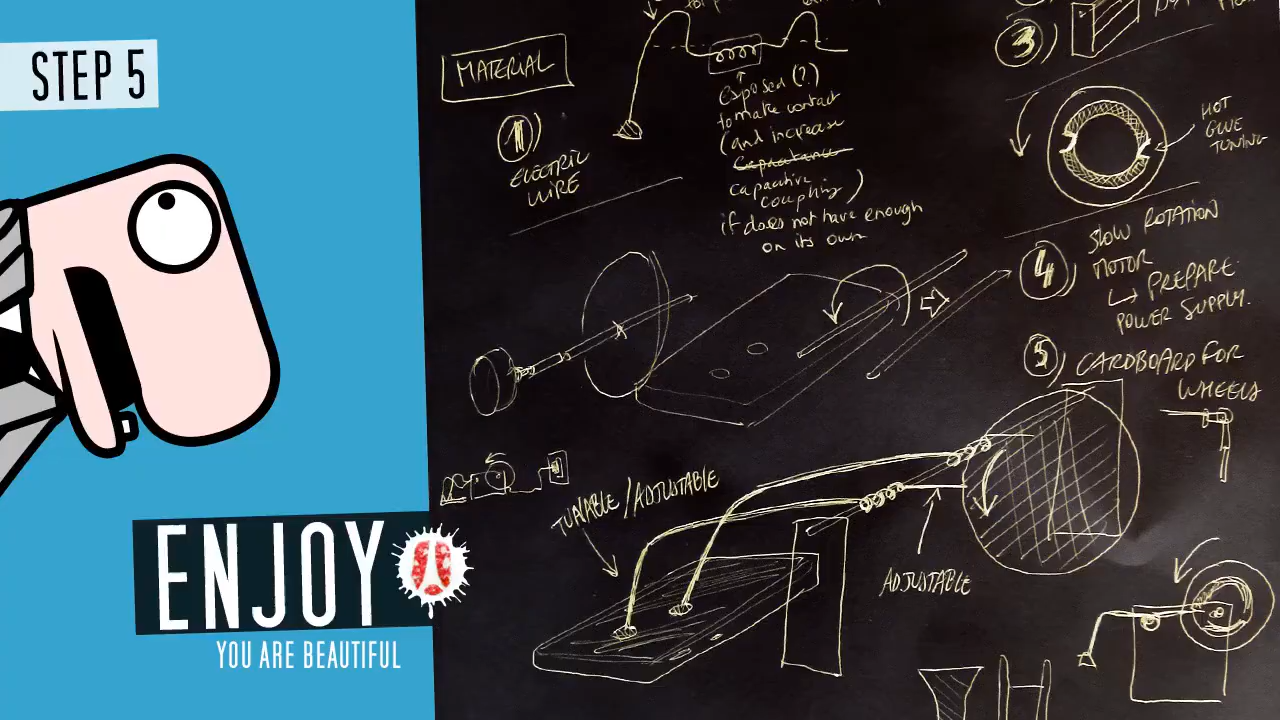 STEP 5
ENJOY
YOU ARE BEAUTIFUL
MATERIAL
1)
ELECTRIC
WIRE
exposed (?)
to make contact
(and increase
capacitance
capacitive
coupling)
if does not have enough
on its own
3)
HOT
GLUE
TUNING
4)
SLOW ROTATION
MOTOR
PREPARE
POWER SUPPLY.
5)
CARDBOARD FOR
WHEELS
TUNABLE/ADJUSTABLE
ADJUSTABLE